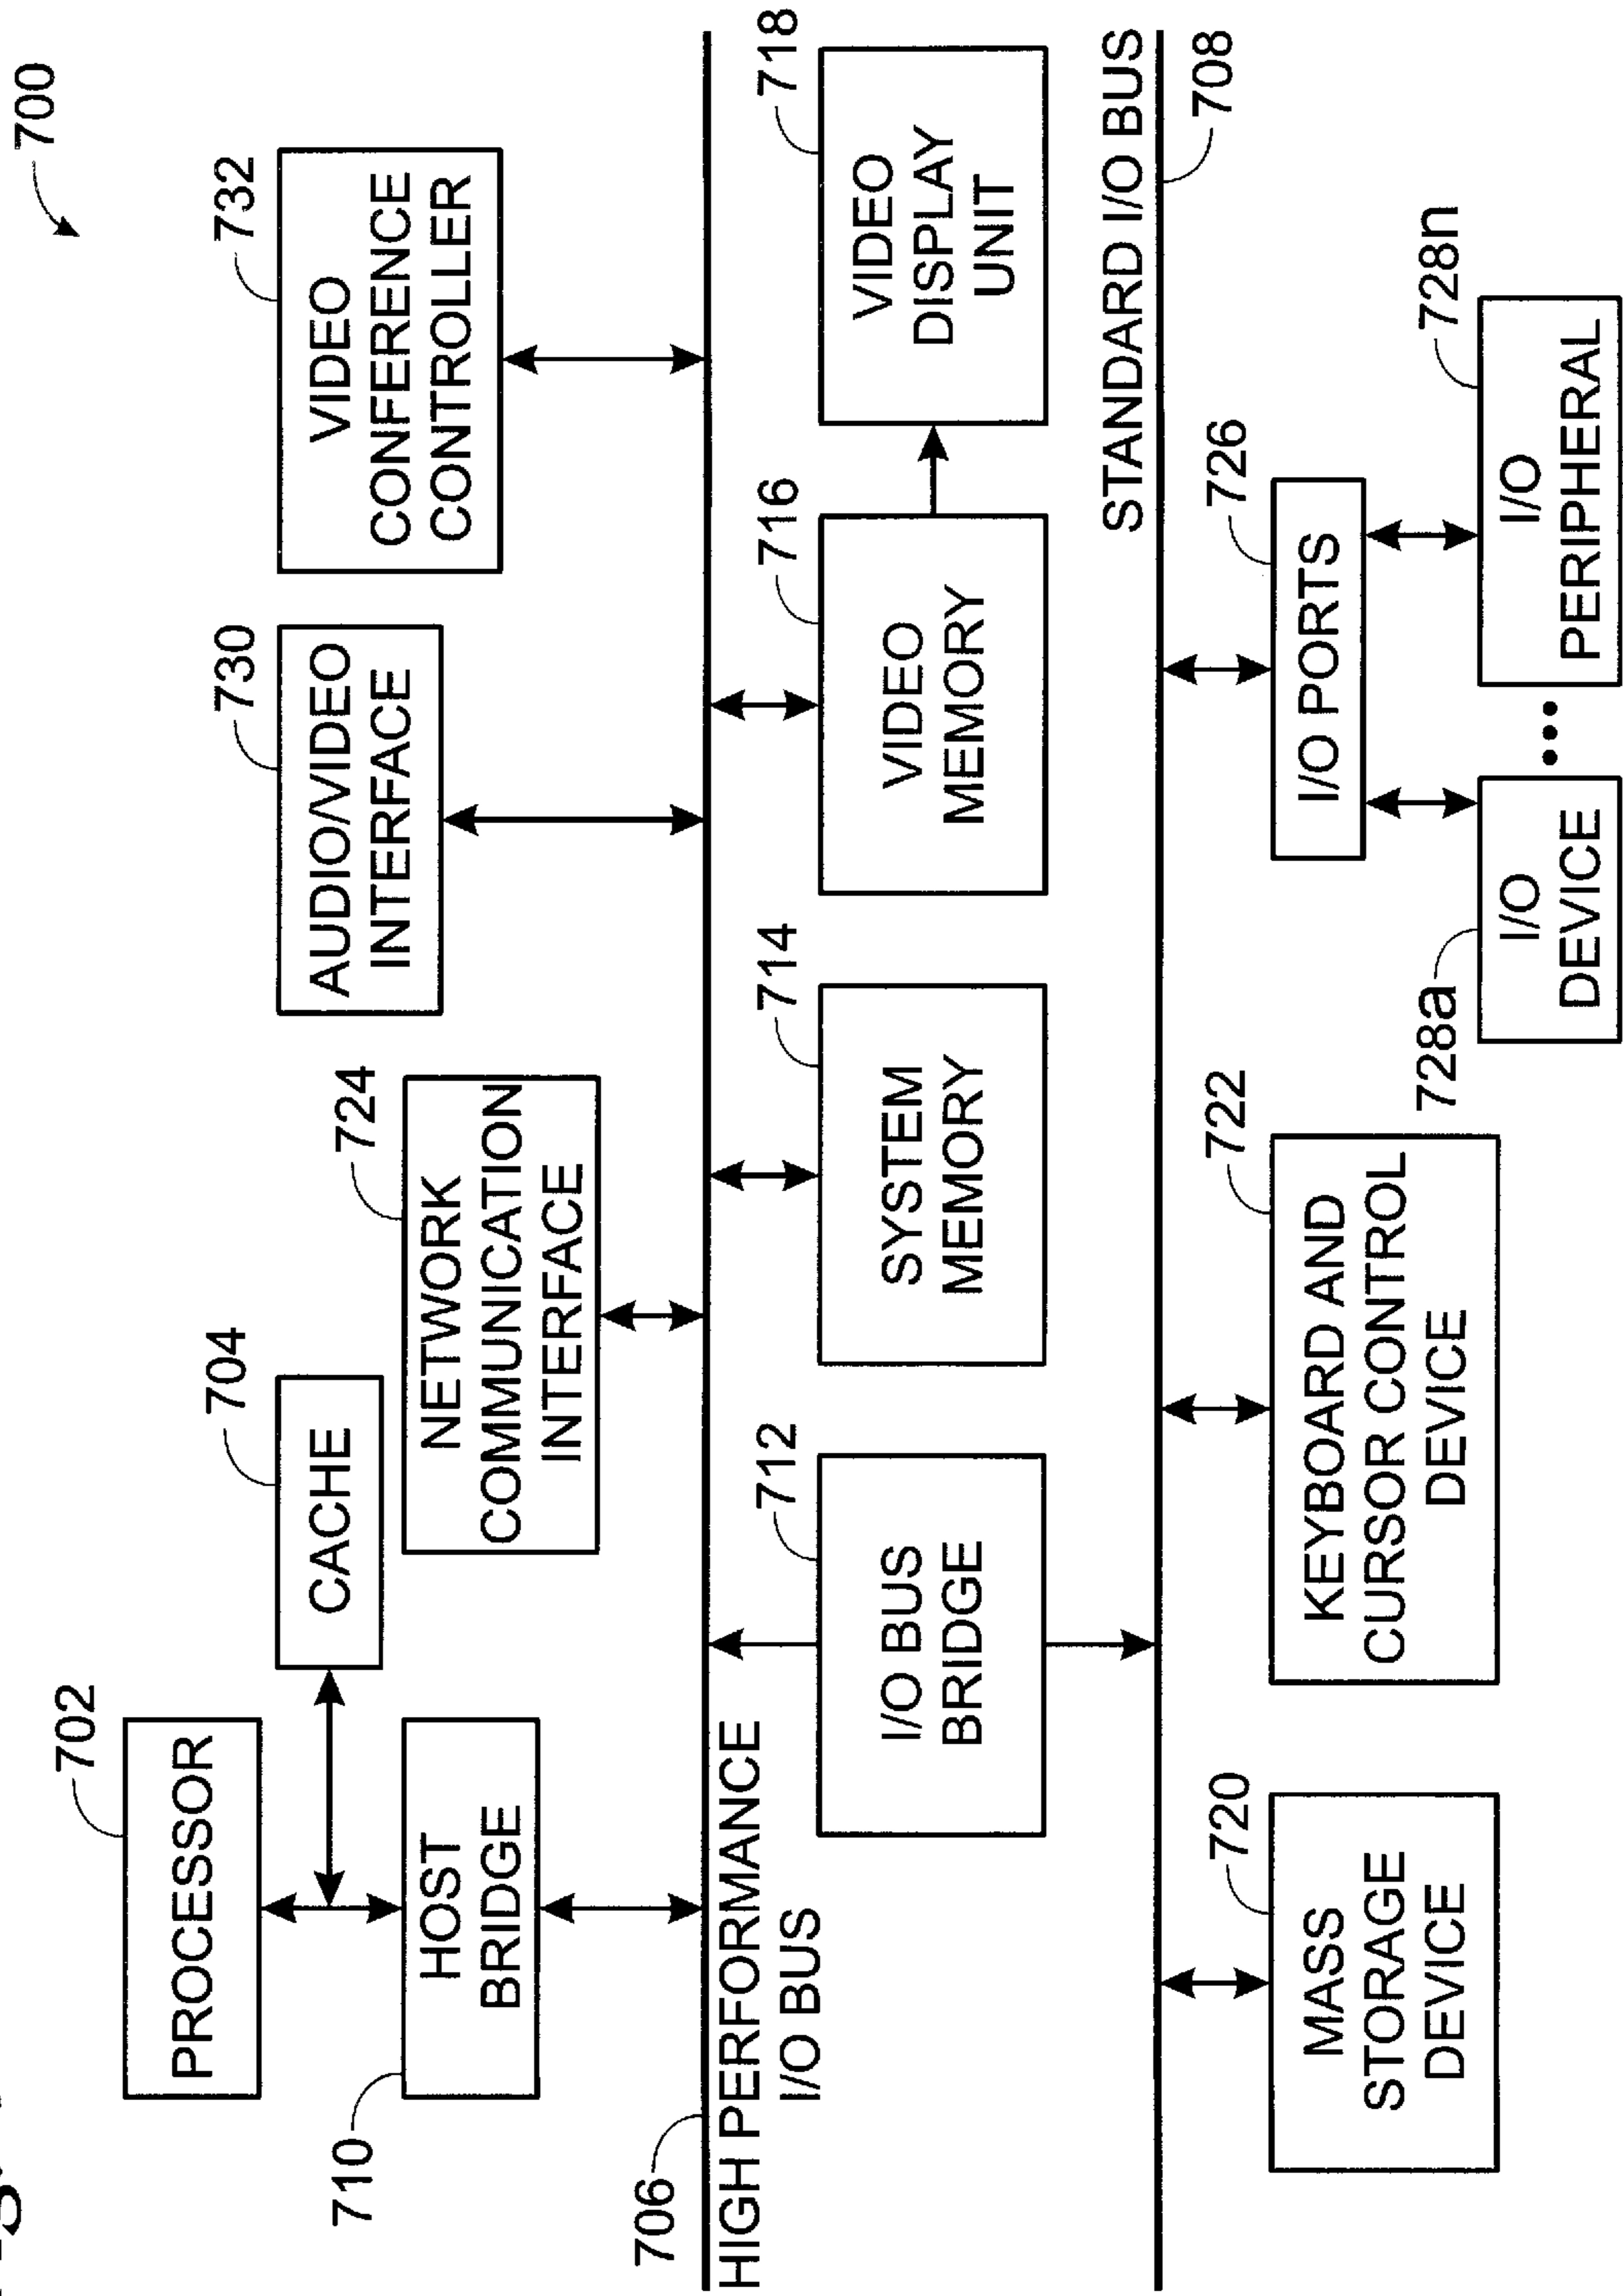 700
702
PROCESSOR
704
CACHE
710
HOST
BRIDGE
724
NETWORK
COMMUNICATION
INTERFACE
730
AUDIO/VIDEO
INTERFACE
732
VIDEO
CONFERENCE
CONTROLLER
706
HIGH PERFORMANCE
I/O BUS
712
I/O BUS
BRIDGE
714
SYSTEM
MEMORY
716
VIDEO
MEMORY
718
VIDEO
DISPLAY
UNIT
STANDARD I/O BUS
708
720
MASS
STORAGE
DEVICE
722
KEYBOARD AND
CURSOR CONTROL
DEVICE
726
I/O PORTS
728a
I/O
DEVICE
•••
728n
I/O
PERIPHERAL